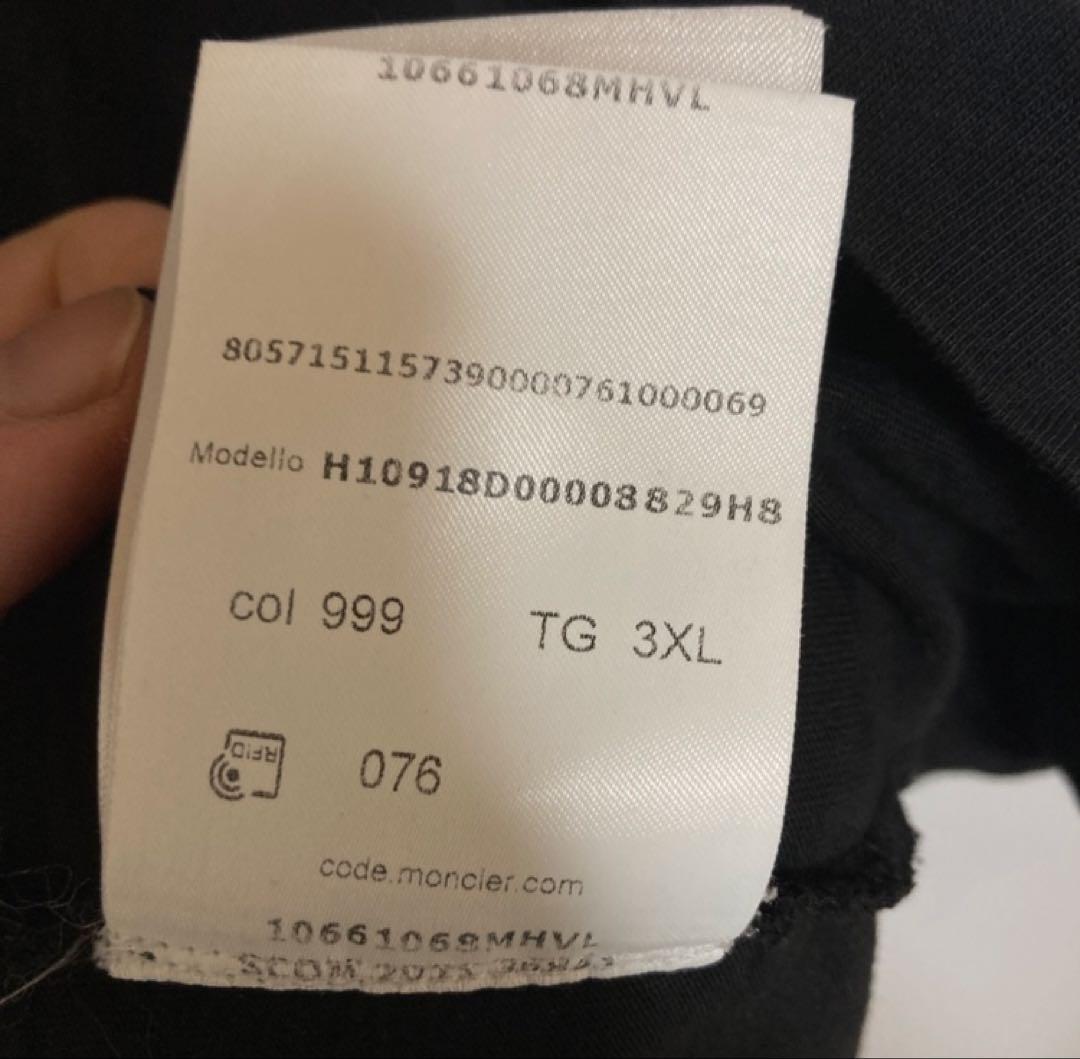 10661068MHVL
8057151157390000761000069
Modello H10918D00008829H8
col 999 TG 3XL
RFID 076
code.moncler.com
10661068MHVL